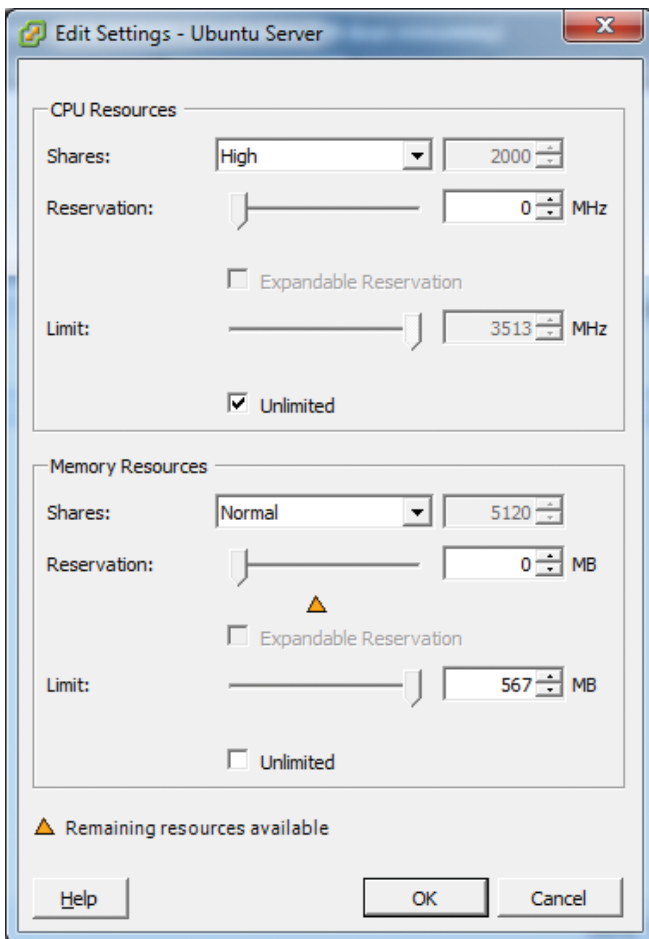 Edit Settings - Ubuntu Server
CPU Resources
Shares: High 2000
Reservation: 0 MHz
Expandable Reservation
Limit: 3513 MHz
Unlimited
Memory Resources
Shares: Normal 5120
Reservation: 0 MB
Expandable Reservation
Limit: 567 MB
Unlimited
Remaining resources available
Help OK Cancel